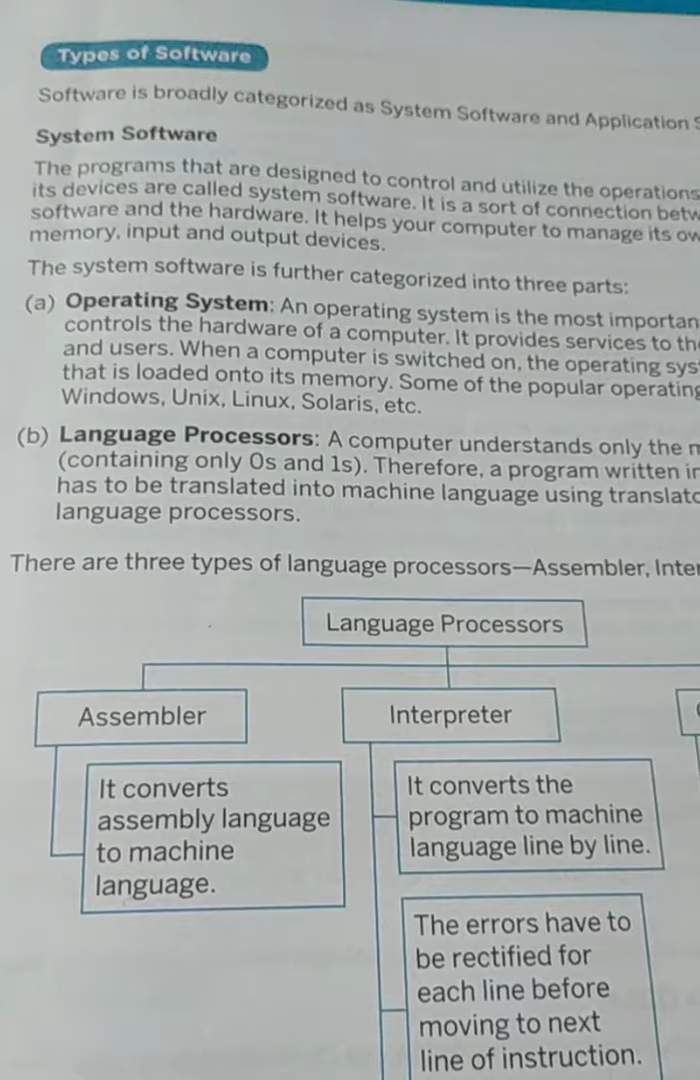 Types of Software
Software is broadly categorized as System Software and Application
System Software
The programs that are designed to control and utilize the operations
its devices are called system software. It is a sort of connection
software and the hardware. It helps your computer to manage its
memory, input and output devices.
The system software is further categorized into three parts:
(a) Operating System: An operating system is the most
controls the hardware of a computer. It provides services to
and users. When a computer is switched on, the operating
that is loaded onto its memory. Some of the popular operating
Windows, Unix, Linux, Solaris, etc.
(b) Language Processors: A computer understands only the
(containing only 0s and 1s). Therefore, a program written
has to be translated into machine language using
language processors.
There are three types of language processors—Assembler,
Language Processors
Assembler
Interpreter
It converts
assembly language
to machine
language.
It converts the
program to machine
language line by line.
The errors have to
be rectified for
each line before
moving to next
line of instruction.